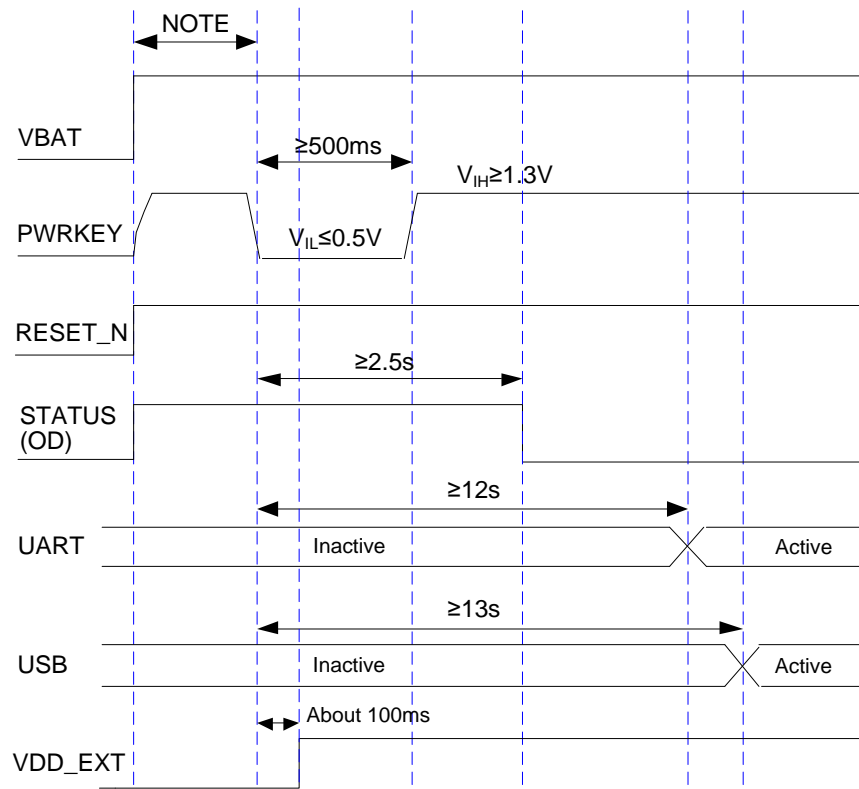 NOTE
VBAT
≥500ms
VIH≥1.3V
PWRKEY
VIL≤0.5V
RESET_N
≥2.5s
STATUS
(OD)
≥12s
UART
Inactive
Active
≥13s
USB
Inactive
Active
About 100ms
VDD_EXT